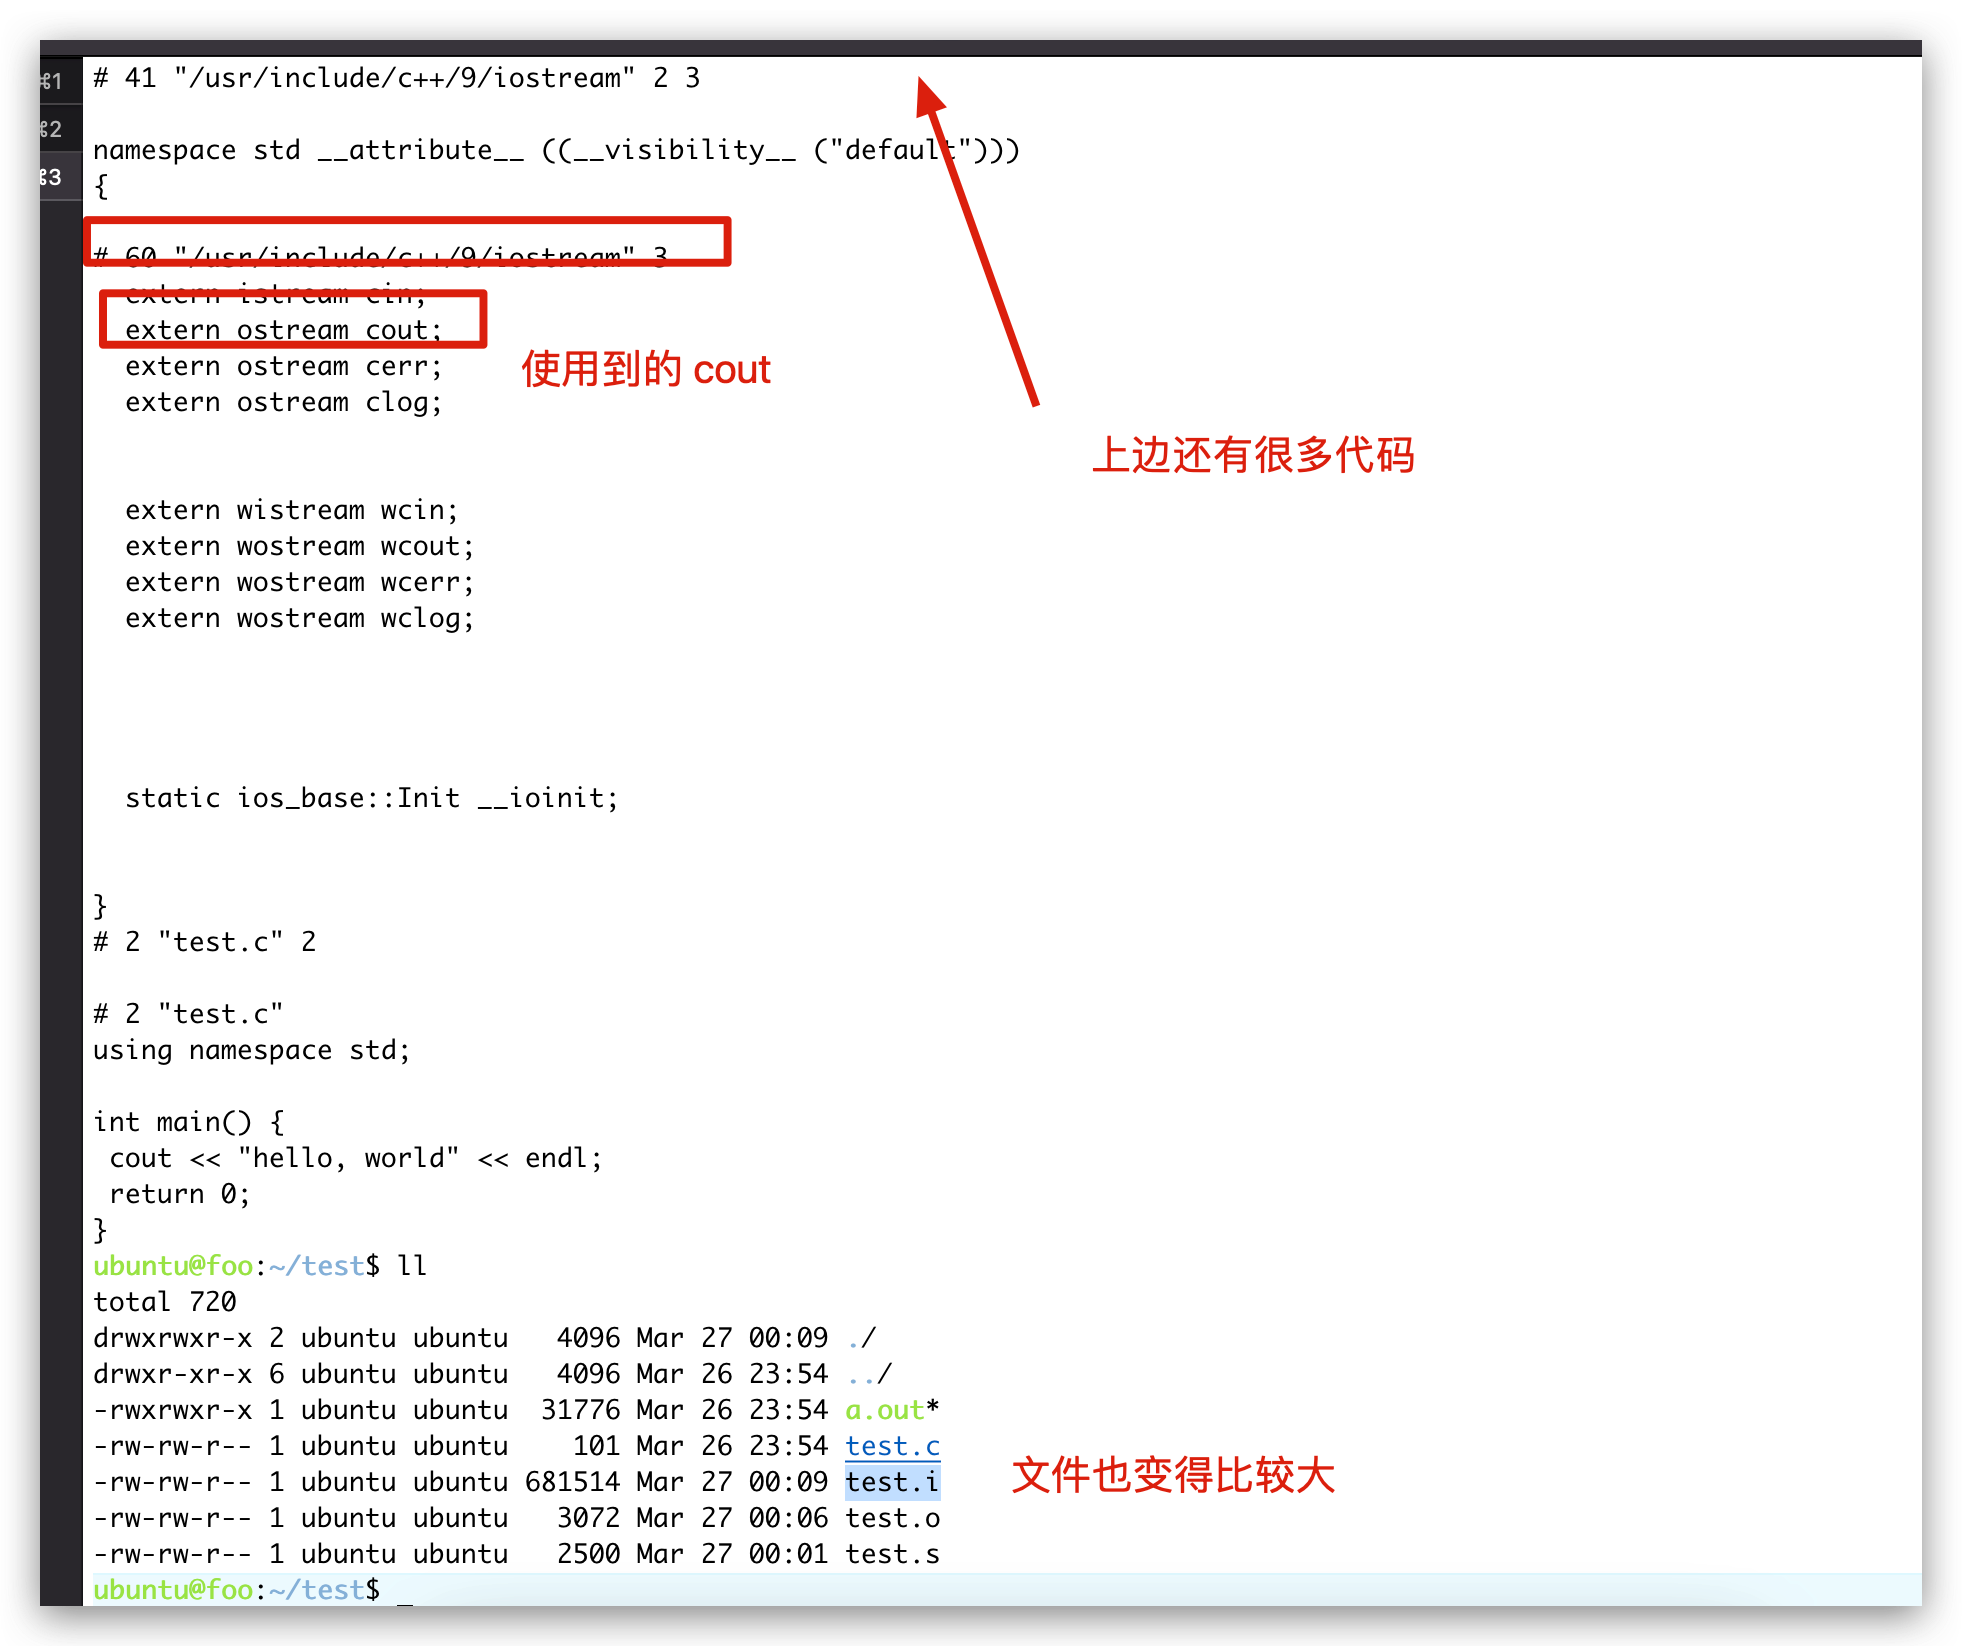 ⌘1
# 41 "/usr/include/c++/9/iostream" 2 3
⌘2
namespace std __attribute__ ((__visibility__ ("default")))
⌘3
{
# 60 "/usr/include/c++/9/iostream" 3
extern istream cin;
extern ostream cout;
extern ostream cerr;
使用到的 cout
extern ostream clog;
上边还有很多代码
extern wistream wcin;
extern wostream wcout;
extern wostream wcerr;
extern wostream wclog;
static ios_base::Init __ioinit;
}
# 2 "test.c" 2
# 2 "test.c"
using namespace std;
int main() {
cout << "hello, world" << endl;
return 0;
}
ubuntu@foo:~/test$ ll
total 720
drwxrwxr-x 2 ubuntu ubuntu 4096 Mar 27 00:09 ./
drwxr-xr-x 6 ubuntu ubuntu 4096 Mar 26 23:54 ../
-rwxrwxr-x 1 ubuntu ubuntu 31776 Mar 26 23:54 a.out*
-rw-rw-r-- 1 ubuntu ubuntu 101 Mar 26 23:54 test.c
-rw-rw-r-- 1 ubuntu ubuntu 681514 Mar 27 00:09 test.i
文件也变得比较大
-rw-rw-r-- 1 ubuntu ubuntu 3072 Mar 27 00:06 test.o
-rw-rw-r-- 1 ubuntu ubuntu 2500 Mar 27 00:01 test.s
ubuntu@foo:~/test$